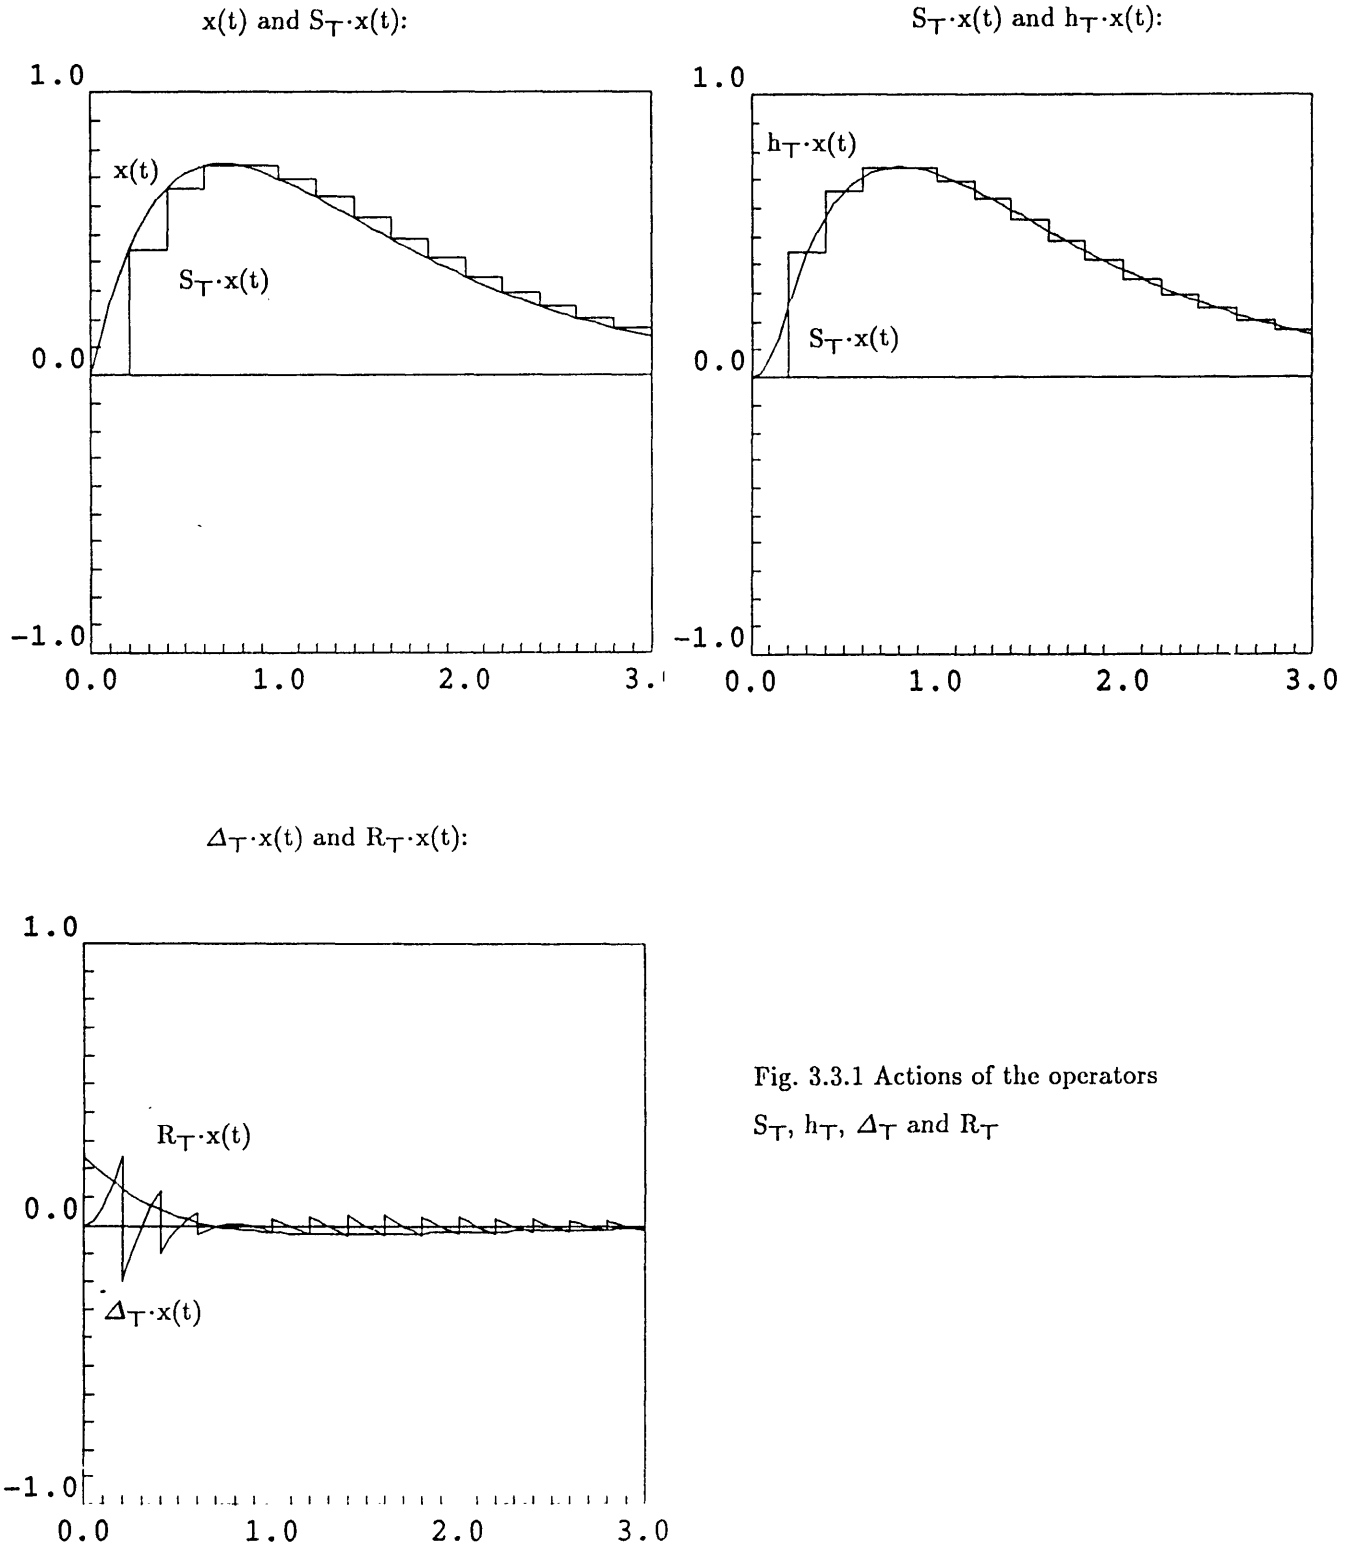 x(t) and S_T·x(t):
1.0
x(t)
S_T·x(t)
0.0
-1.0
0.0 1.0 2.0 3.
S_T·x(t) and h_T·x(t):
1.0
h_T·x(t)
S_T·x(t)
0.0
-1.0
0.0 1.0 2.0 3.0
Δ_T·x(t) and R_T·x(t):
1.0
R_T·x(t)
0.0
Δ_T·x(t)
-1.0
0.0 1.0 2.0 3.0
Fig. 3.3.1 Actions of the operators
S_T, h_T, Δ_T and R_T